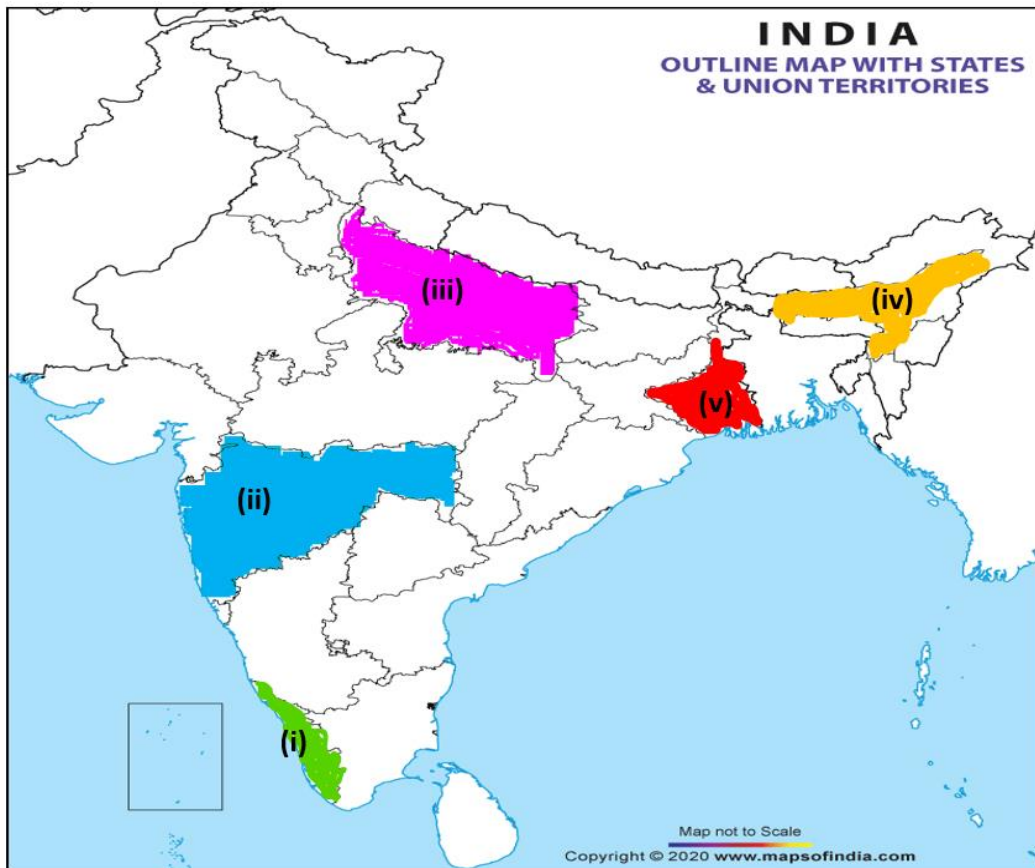 INDIA
OUTLINE MAP WITH STATES
& UNION TERRITORIES
(iii)
(iv)
(v)
(ii)
(i)
Map not to Scale
Copyright © 2020 www.mapsofindia.com